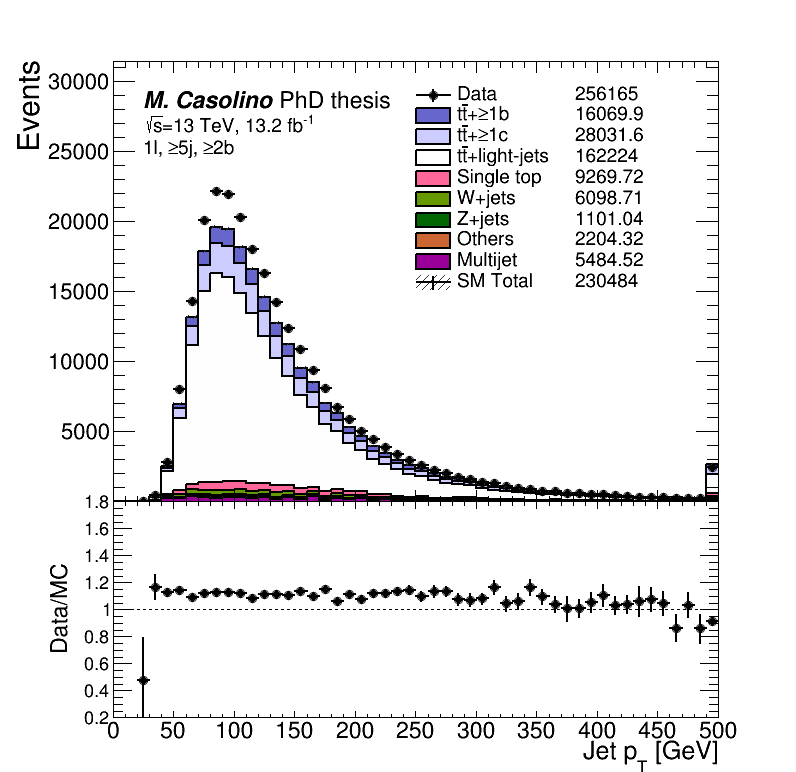 Events
30000
25000
20000
15000
10000
5000
M. Casolino PhD thesis
√s=13 TeV, 13.2 fb⁻¹
1l, ≥5j, ≥2b
Data 256165
tt̄+≥1b 16069.9
tt̄+≥1c 28031.6
tt̄+light-jets 162224
Single top 9269.72
W+jets 6098.71
Z+jets 1101.04
Others 2204.32
Multijet 5484.52
SM Total 230484
Data/MC
1.8
1.6
1.4
1.2
1
0.8
0.6
0.4
0.2
0 50 100 150 200 250 300 350 400 450 500
Jet p_T [GeV]